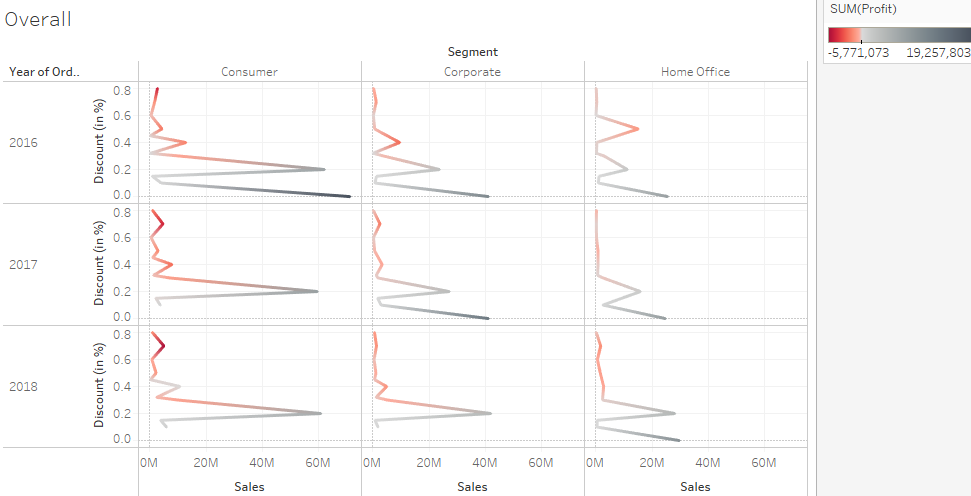 Overall
SUM(Profit)
-5,771,073 19,257,803
Segment
Year of Ord.. Consumer Corporate Home Office
2016
Discount (in %)
0.8
0.6
0.4
0.2
0.0
2017
Discount (in %)
0.8
0.6
0.4
0.2
0.0
2018
Discount (in %)
0.8
0.6
0.4
0.2
0.0
0M 20M 40M 60M 0M 20M 40M 60M 0M 20M 40M 60M
Sales Sales Sales